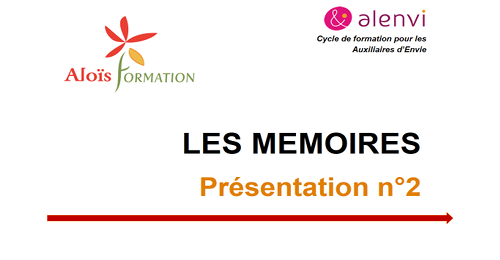 & alenvi
Cycle de formation pour les
Auxiliaires d'Envie
Aloïs FORMATION
LES MEMOIRES
Présentation n°2